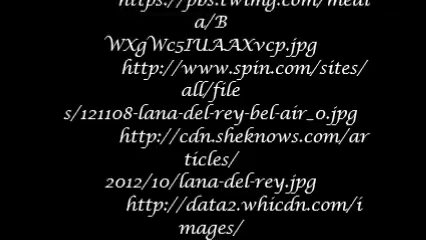 https://pbs.twimg.com/medi
a/B
WXgWc5IUAAXvcp.jpg
http://www.spin.com/sites/
all/file
s/121108-lana-del-rey-bel-air_0.jpg
http://cdn.sheknows.com/ar
ticles/
2012/10/lana-del-rey.jpg
http://data2.whicdn.com/i
mages/